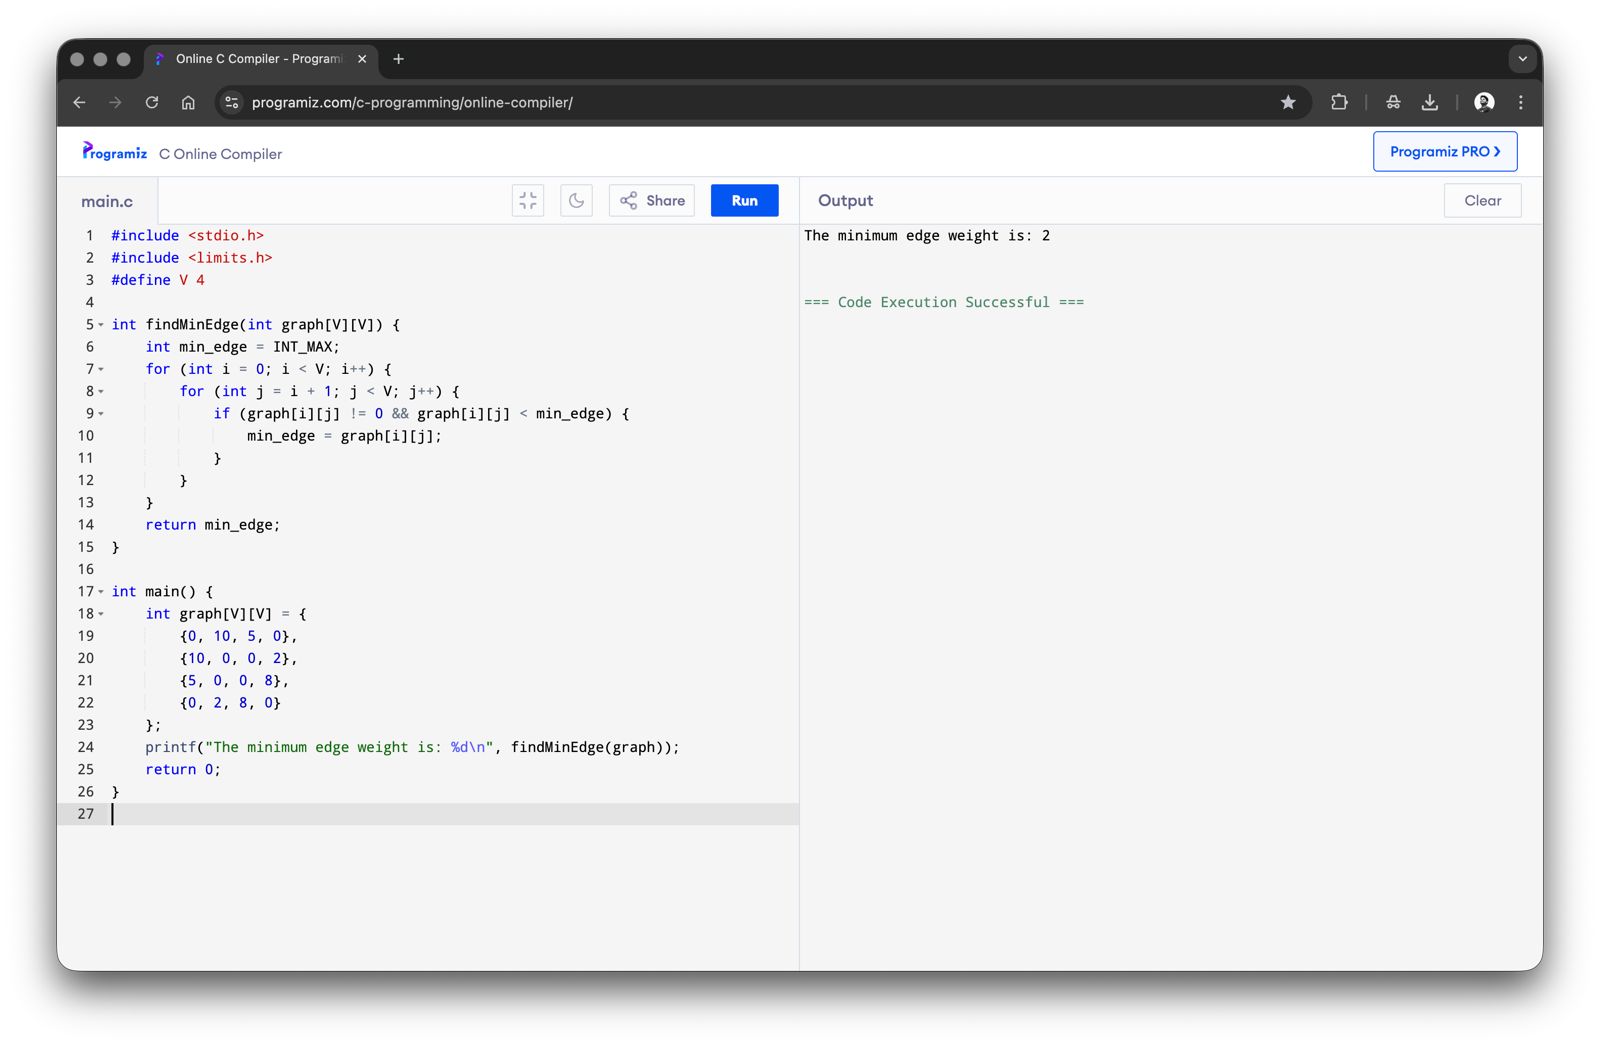 Online C Compiler - Programi
programiz.com/c-programming/online-compiler/
Programiz C Online Compiler
Programiz PRO
main.c
Share
Run
Output
Clear
1 #include <stdio.h>
2 #include <limits.h>
3 #define V 4
4
5 int findMinEdge(int graph[V][V]) {
6     int min_edge = INT_MAX;
7     for (int i = 0; i < V; i++) {
8         for (int j = i + 1; j < V; j++) {
9             if (graph[i][j] != 0 && graph[i][j] < min_edge) {
10                 min_edge = graph[i][j];
11             }
12         }
13     }
14     return min_edge;
15 }
16
17 int main() {
18     int graph[V][V] = {
19         {0, 10, 5, 0},
20         {10, 0, 0, 2},
21         {5, 0, 0, 8},
22         {0, 2, 8, 0}
23     };
24     printf("The minimum edge weight is: %d\n", findMinEdge(graph));
25     return 0;
26 }
27
The minimum edge weight is: 2
=== Code Execution Successful ===